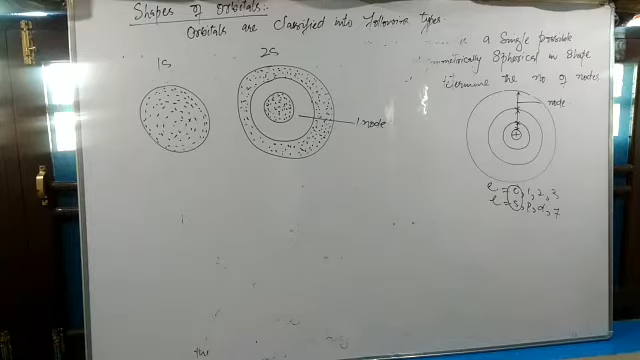 Shapes of Orbitals:-
Orbitals are classified into following types.
is a Single possible
Symmetrically Spherical in Shape
Determine the no of nodes
1S
2S
1 node
node
l = 0, 1, 2, 3
l = S, P, d, f